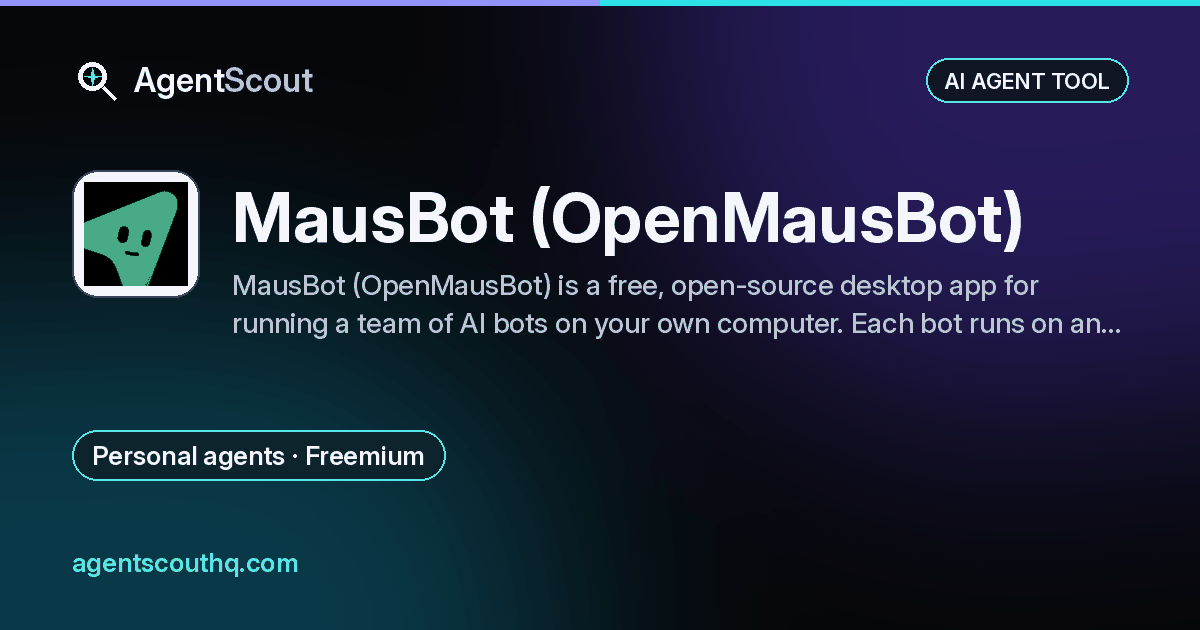 AgentScout
AI AGENT TOOL
MausBot (OpenMausBot)
MausBot (OpenMausBot) is a free, open-source desktop app for
running a team of AI bots on your own computer. Each bot runs on an...
Personal agents · Freemium
agentscouthq.com